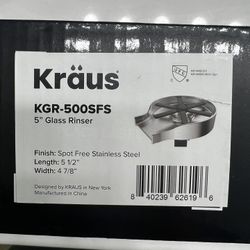 Kräus
KGR-500SFS
5" Glass Rinser
Finish: Spot Free Stainless Steel
Length: 5 1/2"
Width: 4 7/8"
Designed by KRAUS in New York
Manufactured in China
8 40239 62619 6